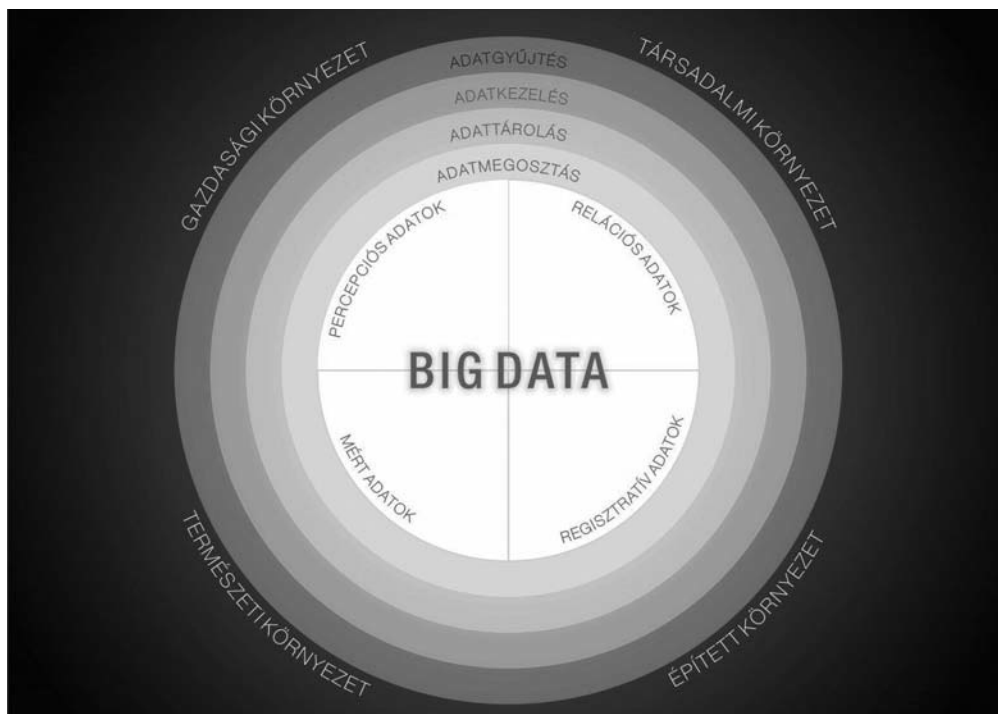 GAZDASÁGI KÖRNYEZET
TÁRSADALMI KÖRNYEZET
ADATGYŰJTÉS
ADATKEZELÉS
ADATTÁROLÁS
ADATMEGOSZTÁS
PERCEPCIÓS ADATOK
RELÁCIÓS ADATOK
BIG DATA
MÉRT ADATOK
REGISZTRATÍV ADATOK
TERMÉSZETI KÖRNYEZET
ÉPÍTETT KÖRNYEZET